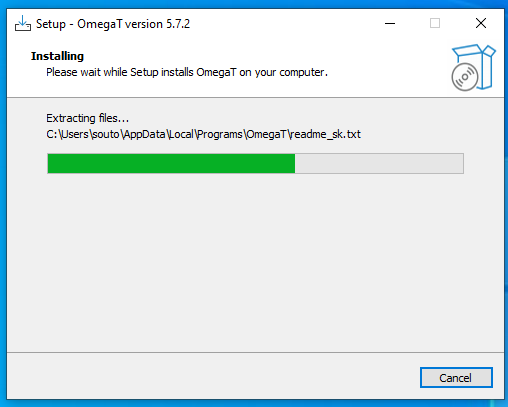 Setup - OmegaT version 5.7.2
Installing
Please wait while Setup installs OmegaT on your computer.
Extracting files...
C:\Users\souto\AppData\Local\Programs\OmegaT\readme_sk.txt
Cancel